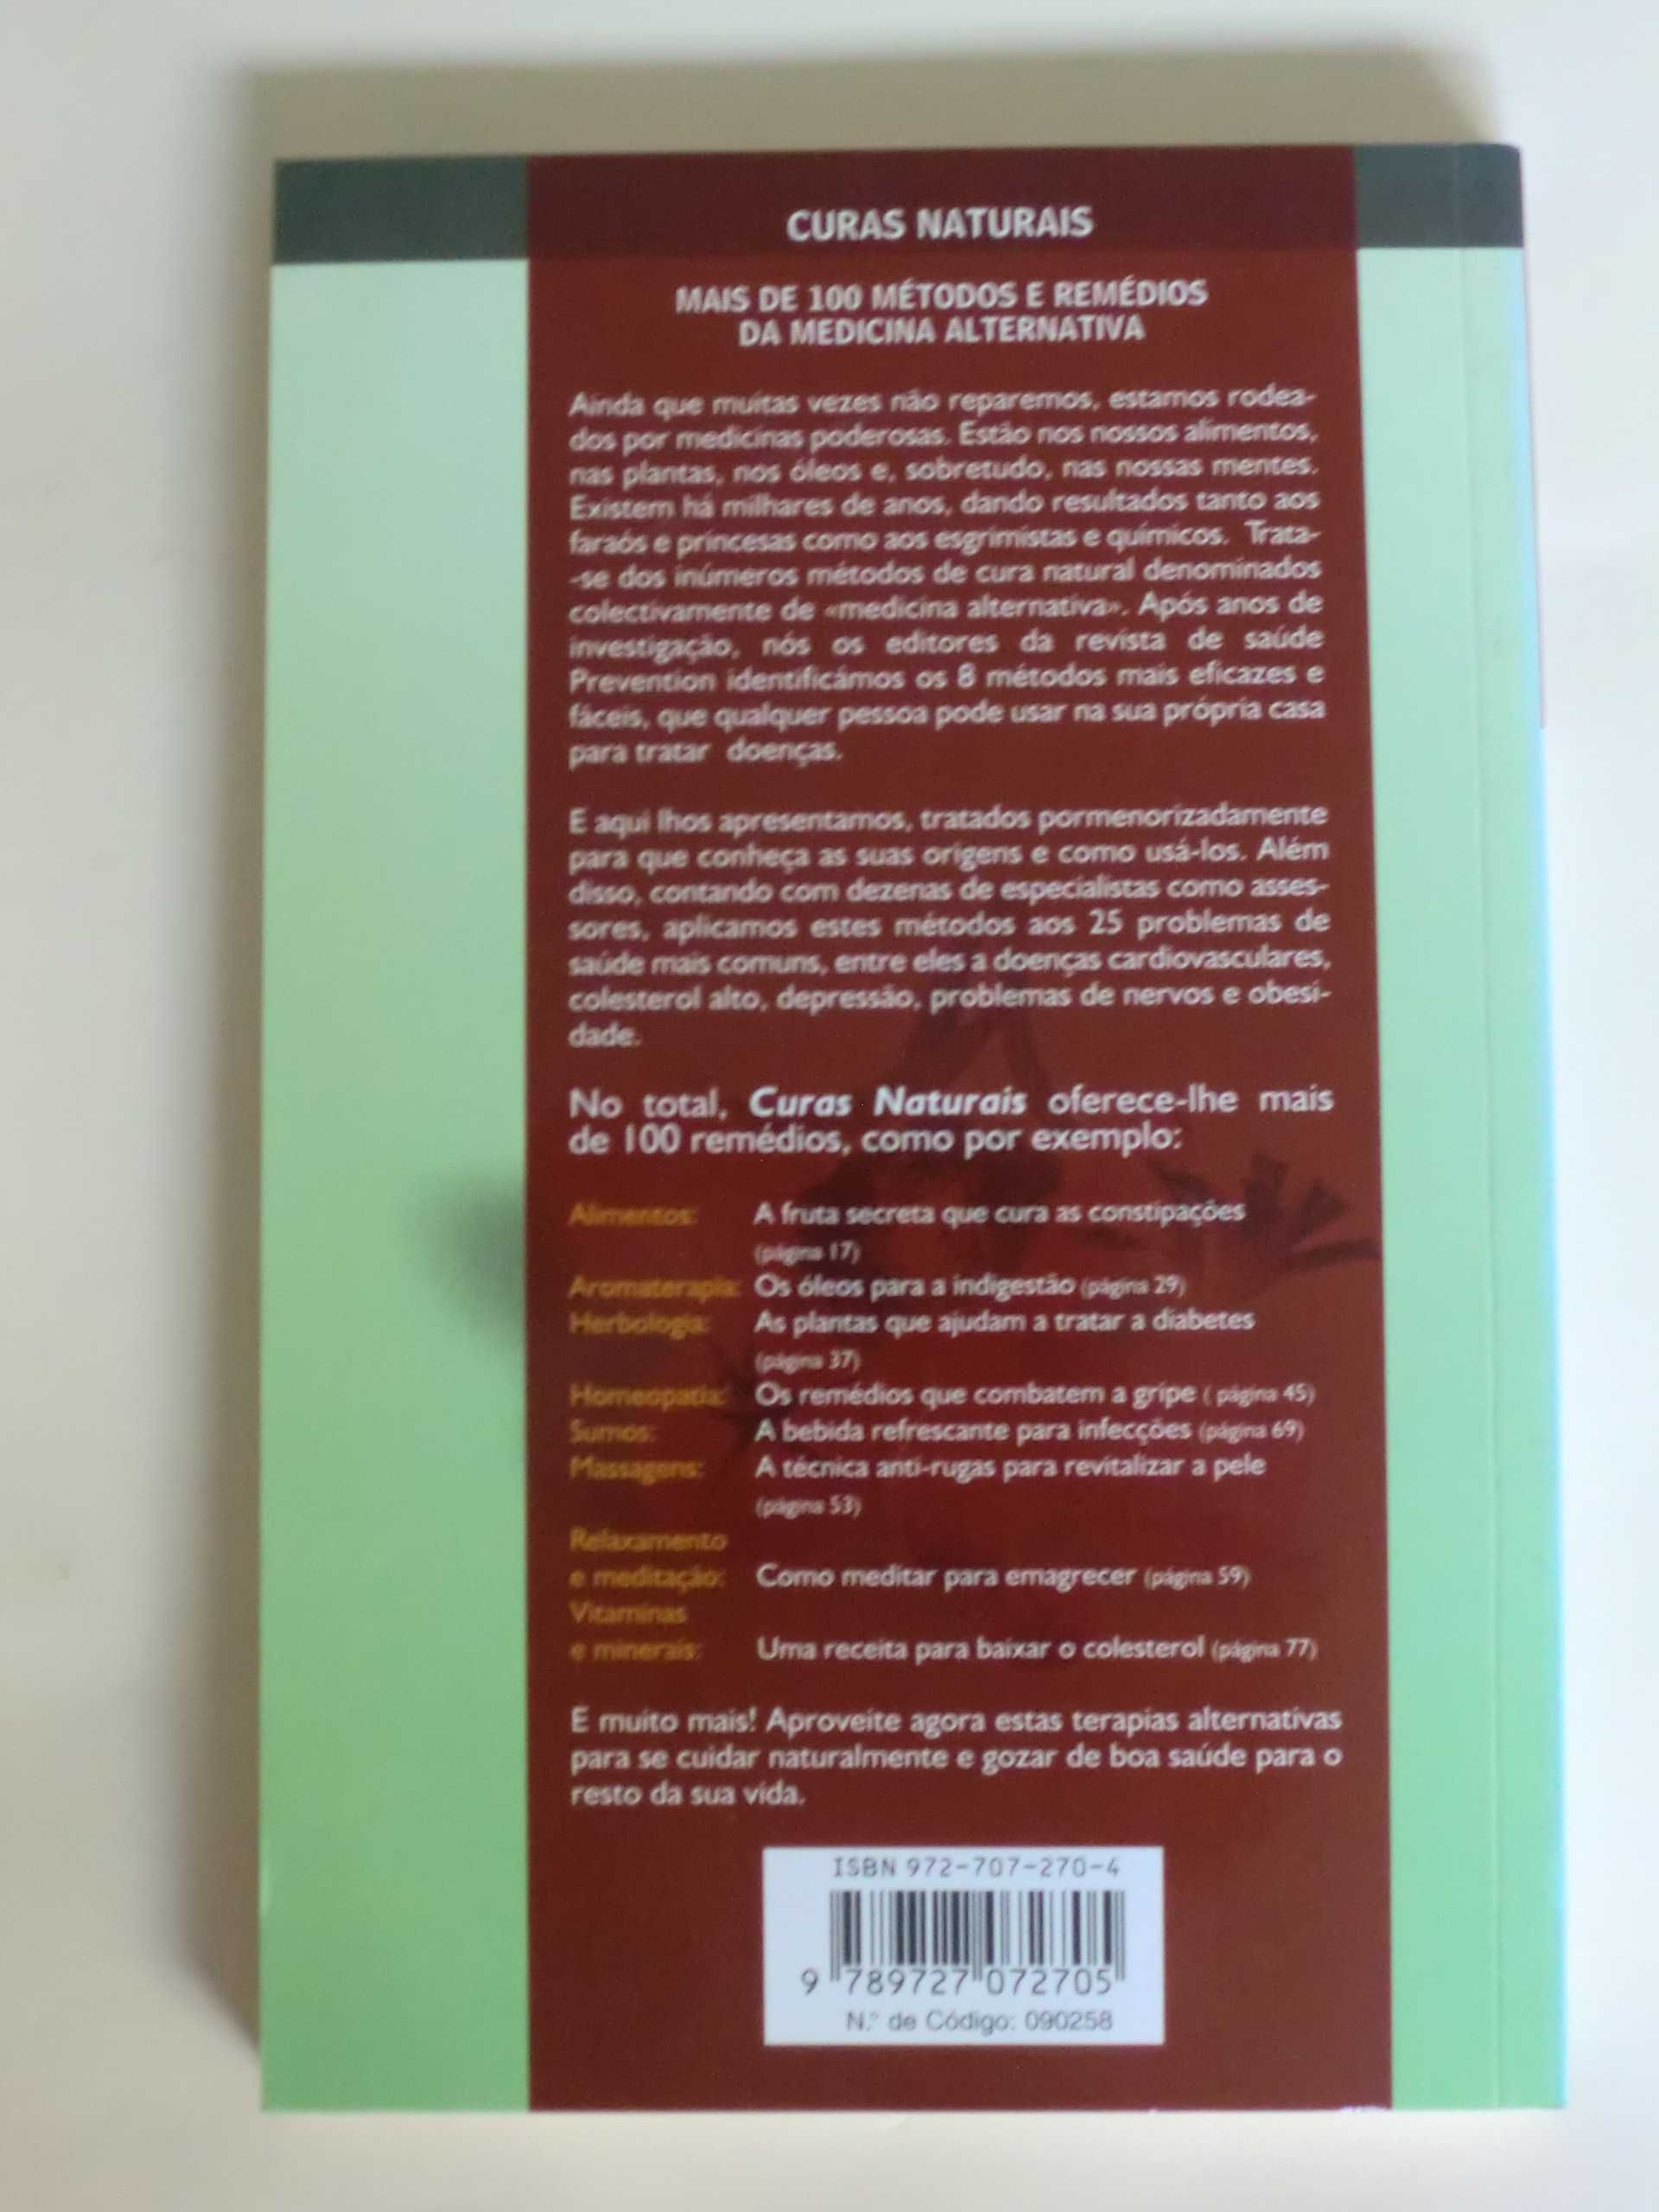 CURAS NATURAIS
MAIS DE 100 MÉTODOS E REMÉDIOS
DA MEDICINA ALTERNATIVA
Ainda que muitas vezes não reparemos, estamos rodea-
dos por medicinas poderosas. Estão nos nossos alimentos,
nas plantas, nos óleos e, sobretudo, nas nossas mentes.
Existem há milhares de anos, dando resultados tanto aos
faraós e princesas como aos esgrimistas e químicos. Trata-
-se dos inúmeros métodos de cura natural denominados
colectivamente de «medicina alternativa». Após anos de
investigação, nós os editores da revista de saúde
Prevention identificámos os 8 métodos mais eficazes e
fáceis, que qualquer pessoa pode usar na sua própria casa
para tratar doenças.
E aqui lhos apresentamos, tratados pormenorizadamente
para que conheça as suas origens e como usá-los. Além
disso, contando com dezenas de especialistas como asses-
sores, aplicamos estes métodos aos 25 problemas de
saúde mais comuns, entre eles a doenças cardiovasculares,
colesterol alto, depressão, problemas de nervos e obesi-
dade.
No total, Curas Naturais oferece-lhe mais
de 100 remédios, como por exemplo:
Alimentos: A fruta secreta que cura as constipações
(página 17)
Aromaterapia: Os óleos para a indigestão (página 29)
Herbologia: As plantas que ajudam a tratar a diabetes
(página 37)
Homeopatia: Os remédios que combatem a gripe ( página 45)
Sumos: A bebida refrescante para infecções (página 69)
Massagens: A técnica anti-rugas para revitalizar a pele
(página 53)
Relaxamento
e meditação: Como meditar para emagrecer (página 59)
Vitaminas
e minerais: Uma receita para baixar o colesterol (página 77)
E muito mais! Aproveite agora estas terapias alternativas
para se cuidar naturalmente e gozar de boa saúde para o
resto da sua vida.
ISBN 972-707-270-4
9 789727 072705
N.º de Código: 090258